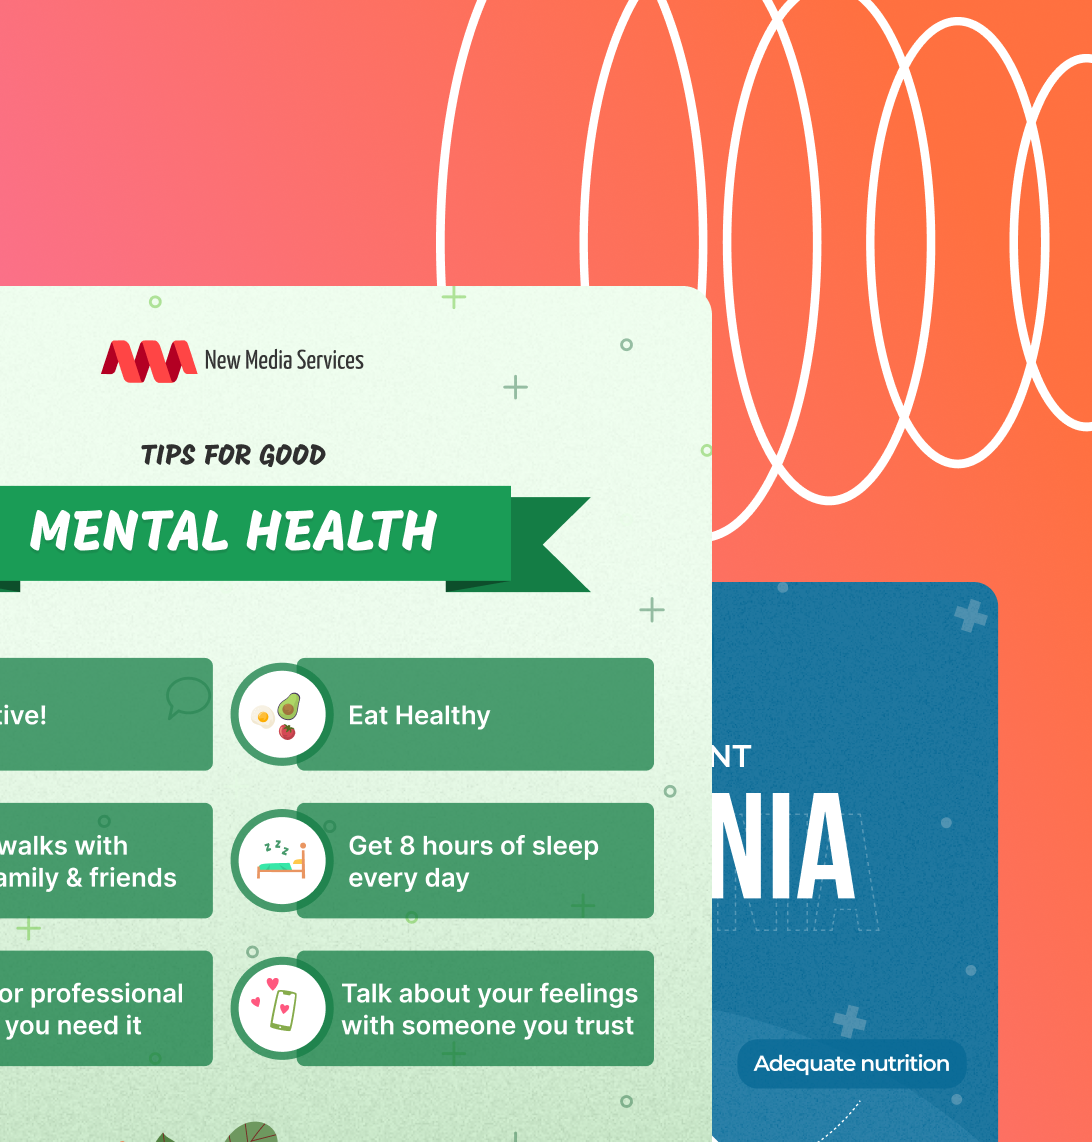 New Media Services
TIPS FOR GOOD
MENTAL HEALTH
tive!
Eat Healthy
walks with
amily & friends
Get 8 hours of sleep
every day
or professional
you need it
Talk about your feelings
with someone you trust
NT
NIA
Adequate nutrition